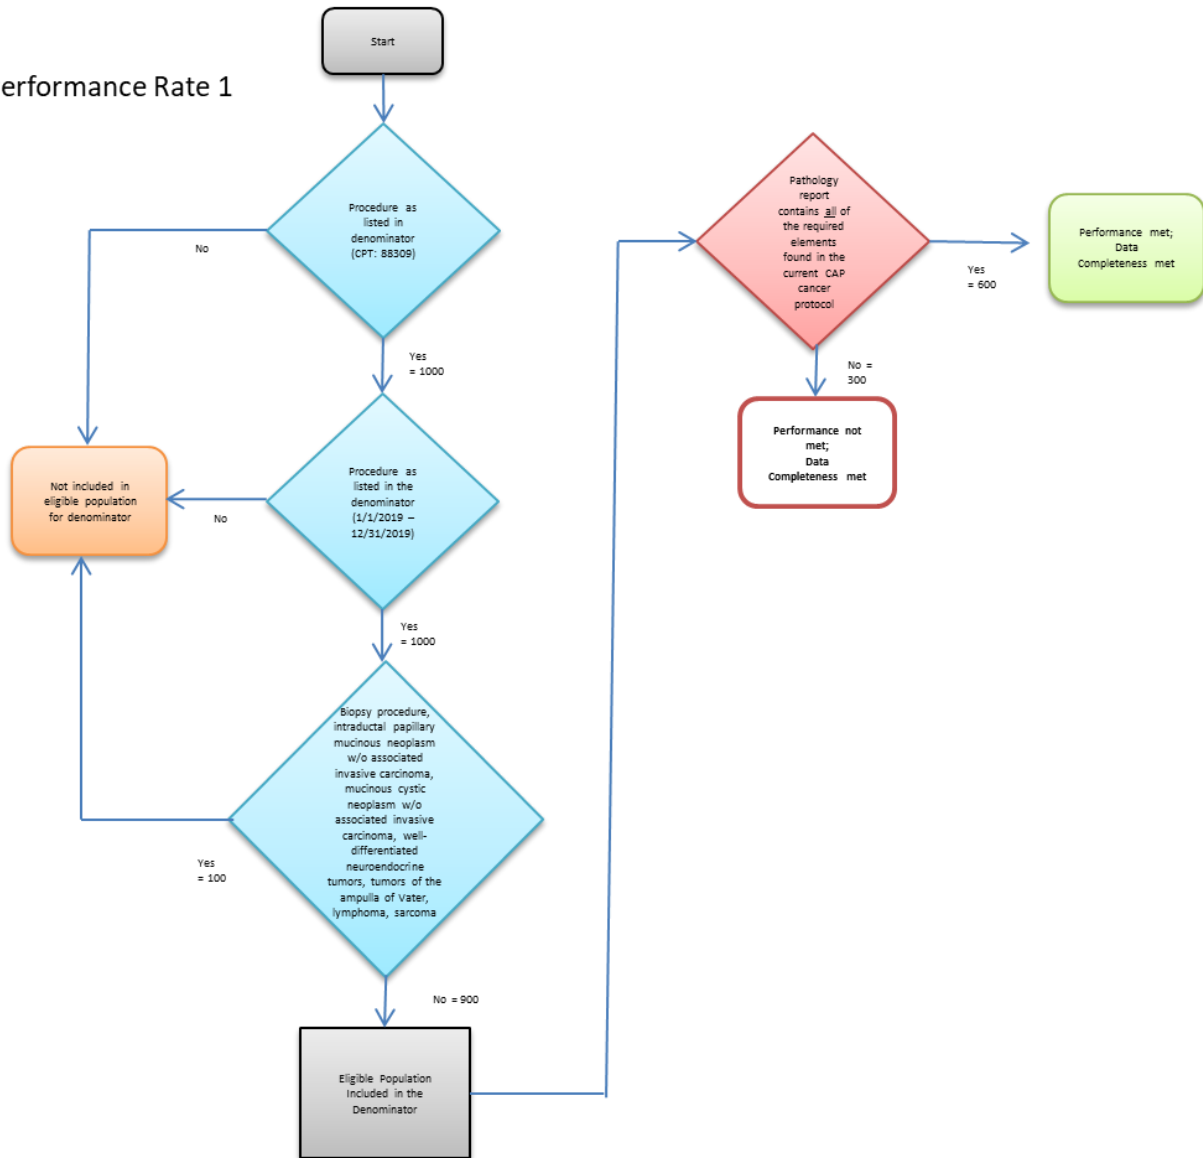 Start
erformance Rate 1
Procedure as
listed in
denominator
(CPT: 88309)
No
Yes
= 1000
Procedure as
listed in the
denominator
(1/1/2019 –
12/31/2019)
Not included in
eligible population
for denominator
No
Yes
= 1000
Biopsy procedure,
intraductal papillary
mucinous neoplasm
w/o associated
invasive carcinoma,
mucinous cystic
neoplasm w/o
associated invasive
carcinoma, well-
differentiated
neuroendocrine
tumors, tumors of the
ampulla of Vater,
lymphoma, sarcoma
Yes
= 100
No = 900
Eligible Population
Included in the
Denominator
Pathology
report
contains all of
the required
elements
found in the
current CAP
cancer
protocol
Yes
= 600
Performance met;
Data
Completeness met
No =
300
Performance not
met;
Data
Completeness met